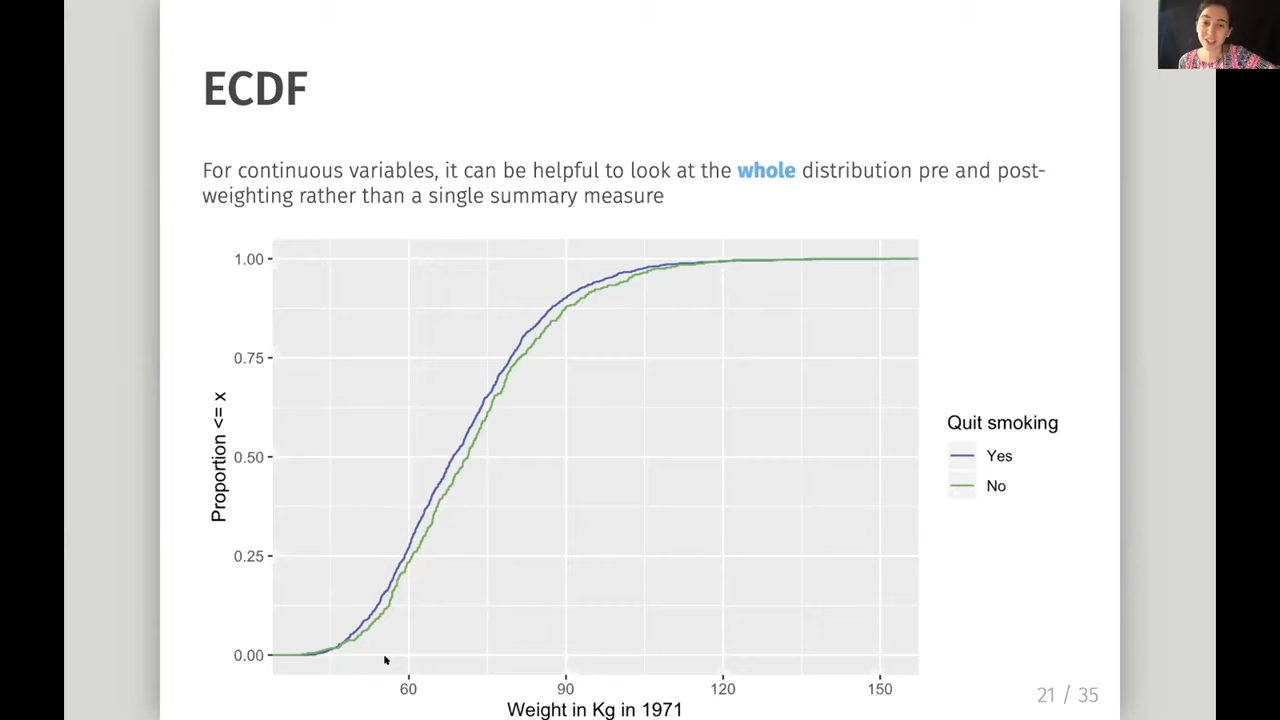 ECDF
For continuous variables, it can be helpful to look at the whole distribution pre and post-
weighting rather than a single summary measure
1.00
0.75
0.50
0.25
0.00
Proportion <= x
60
90
120
150
Weight in Kg in 1971
Quit smoking
Yes
No
21 / 35